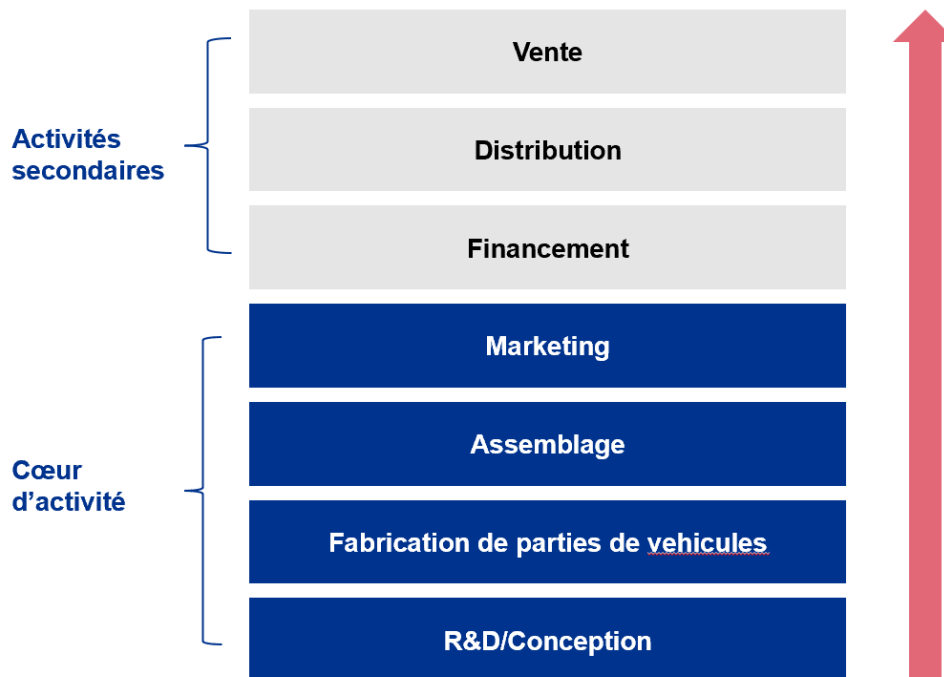 Vente
Activités
secondaires
Distribution
Financement
Marketing
Assemblage
Cœur
d’activité
Fabrication de parties de vehicules
R&D/Conception